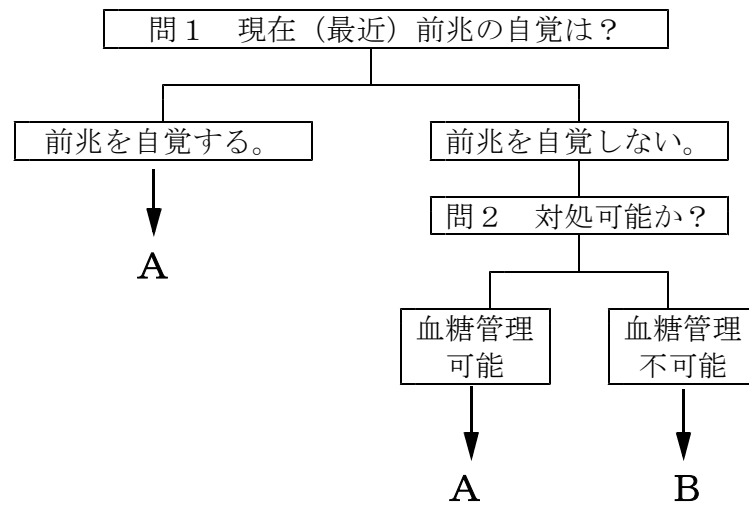 問１　現在（最近）前兆の自覚は？
前兆を自覚する。
前兆を自覚しない。
問２　対処可能か？
A
血糖管理
可能
血糖管理
不可能
A
B